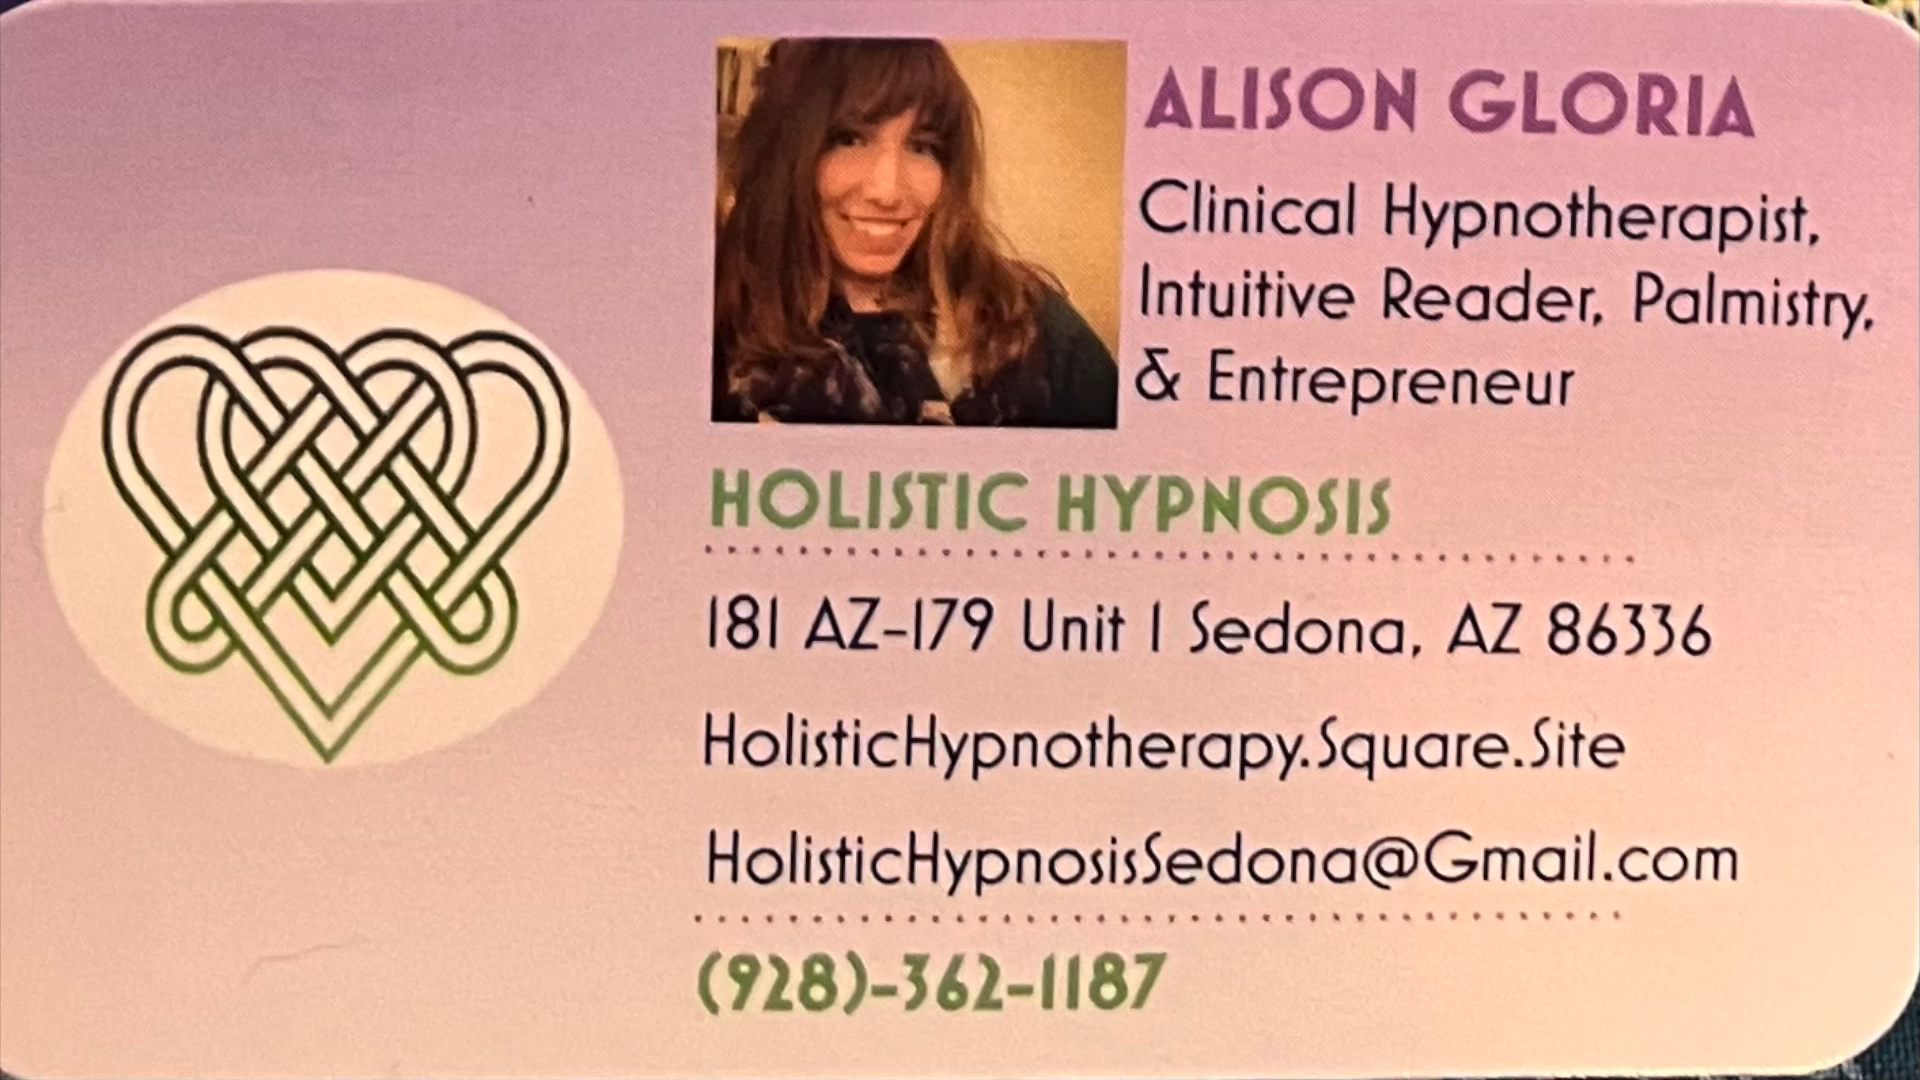 ALISON GLORIA
Clinical Hypnotherapist,
Intuitive Reader, Palmistry,
& Entrepreneur
HOLISTIC HYPNOSIS
181 AZ-179 Unit 1 Sedona, AZ 86336
HolisticHypnotherapy.Square.Site
HolisticHypnosisSedona@Gmail.com
(928)-362-1187